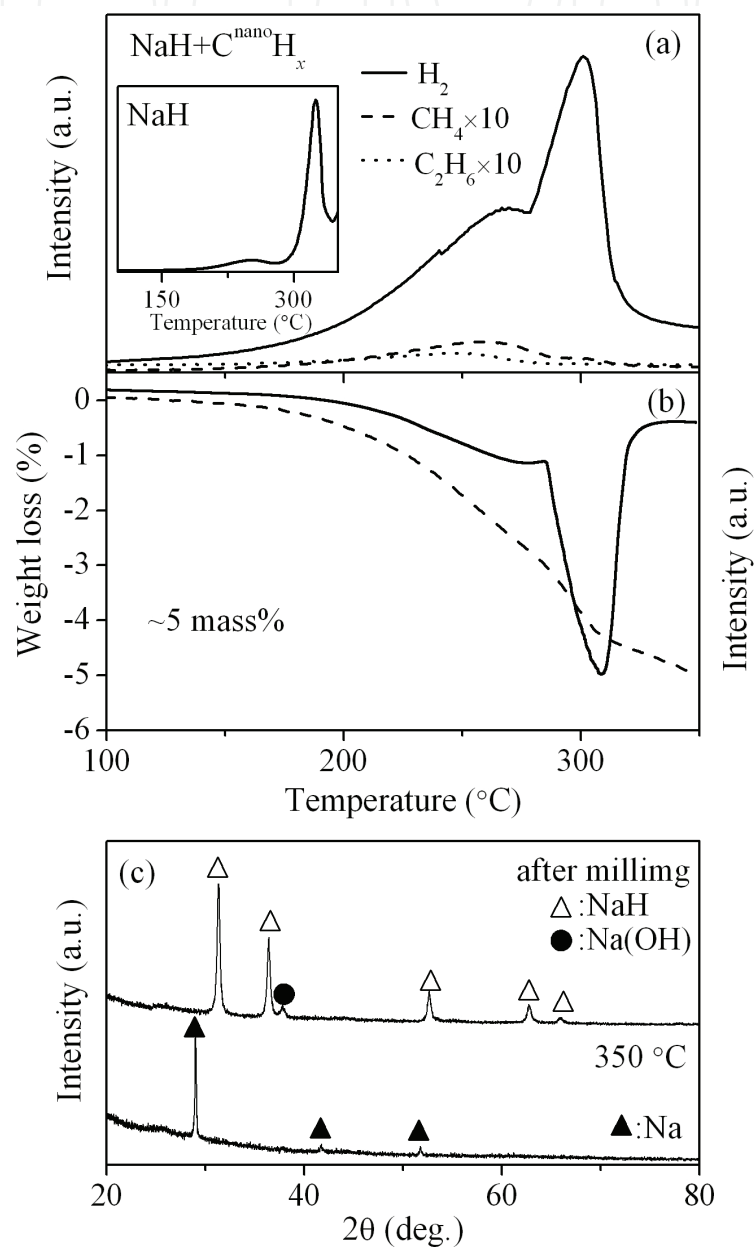 NaH+C^nano H_x
(a)
H_2
CH_4×10
C_2H_6×10
NaH
150
300
Temperature (°C)
Intensity (a.u.)
(b)
0
-1
-2
-3
-4
-5
-6
Weight loss (%)
Intensity (a.u.)
~5 mass%
100
200
300
Temperature (°C)
(c)
after millimg
△:NaH
●:Na(OH)
350 °C
▲:Na
Intensity (a.u.)
20
40
60
80
2θ (deg.)